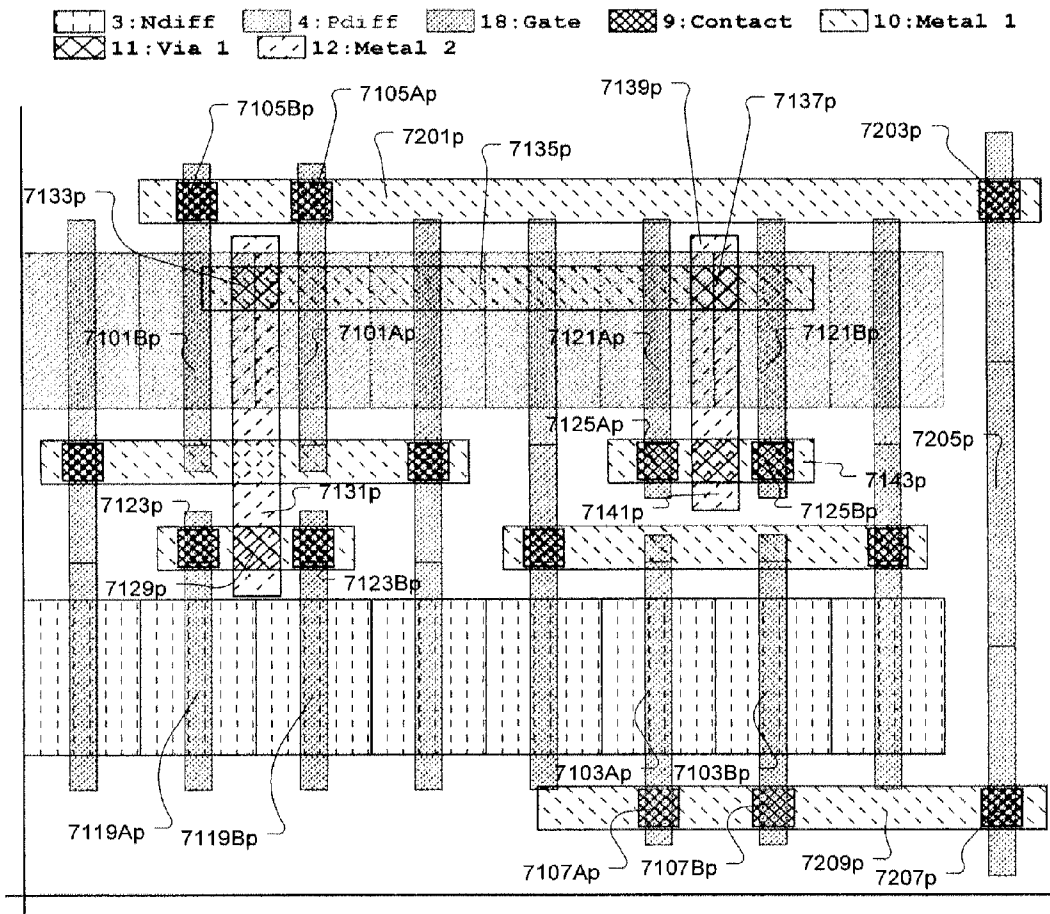 3:Ndiff 4:Pdiff 18:Gate 9:Contact 10:Metal 1
11:Via 1 12:Metal 2
7105Bp
7105Ap
7201p
7135p
7139p
7137p
7203p
7133p
7101Bp
7101Ap
7121Ap
7121Bp
7125Ap
7205p
7123p
7131p
7141p
7143p
7125Bp
7129p
7123Bp
7103Ap
7103Bp
7119Ap
7119Bp
7107Ap
7107Bp
7209p
7207p